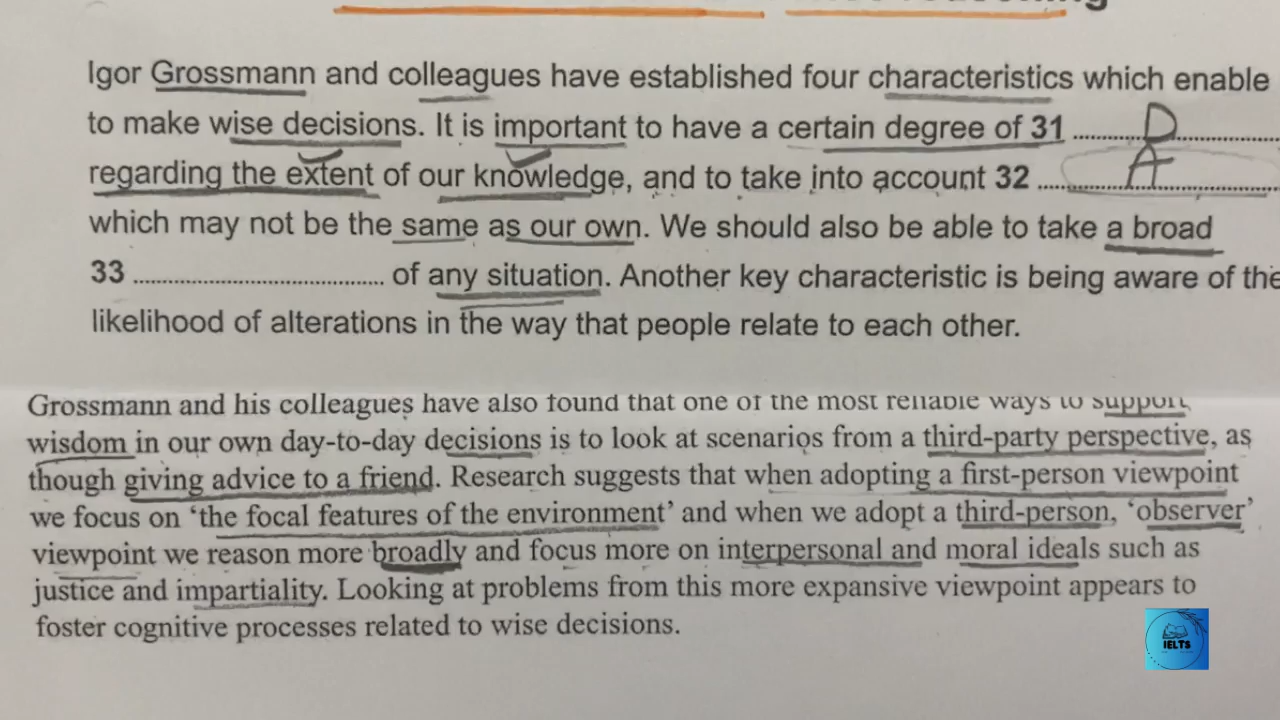 Igor Grossmann and colleagues have established four characteristics which enable
to make wise decisions. It is important to have a certain degree of 31 .................. D ..................
regarding the extent of our knowledge, and to take into account 32 .................. A ..................
which may not be the same as our own. We should also be able to take a broad
33 ...................................... of any situation. Another key characteristic is being aware of the
likelihood of alterations in the way that people relate to each other.
Grossmann and his colleagues have also found that one of the most reliable ways to support
wisdom in our own day-to-day decisions is to look at scenarios from a third-party perspective, as
though giving advice to a friend. Research suggests that when adopting a first-person viewpoint
we focus on ‘the focal features of the environment’ and when we adopt a third-person, ‘observer’
viewpoint we reason more broadly and focus more on interpersonal and moral ideals such as
justice and impartiality. Looking at problems from this more expansive viewpoint appears to
foster cognitive processes related to wise decisions.
IELTS